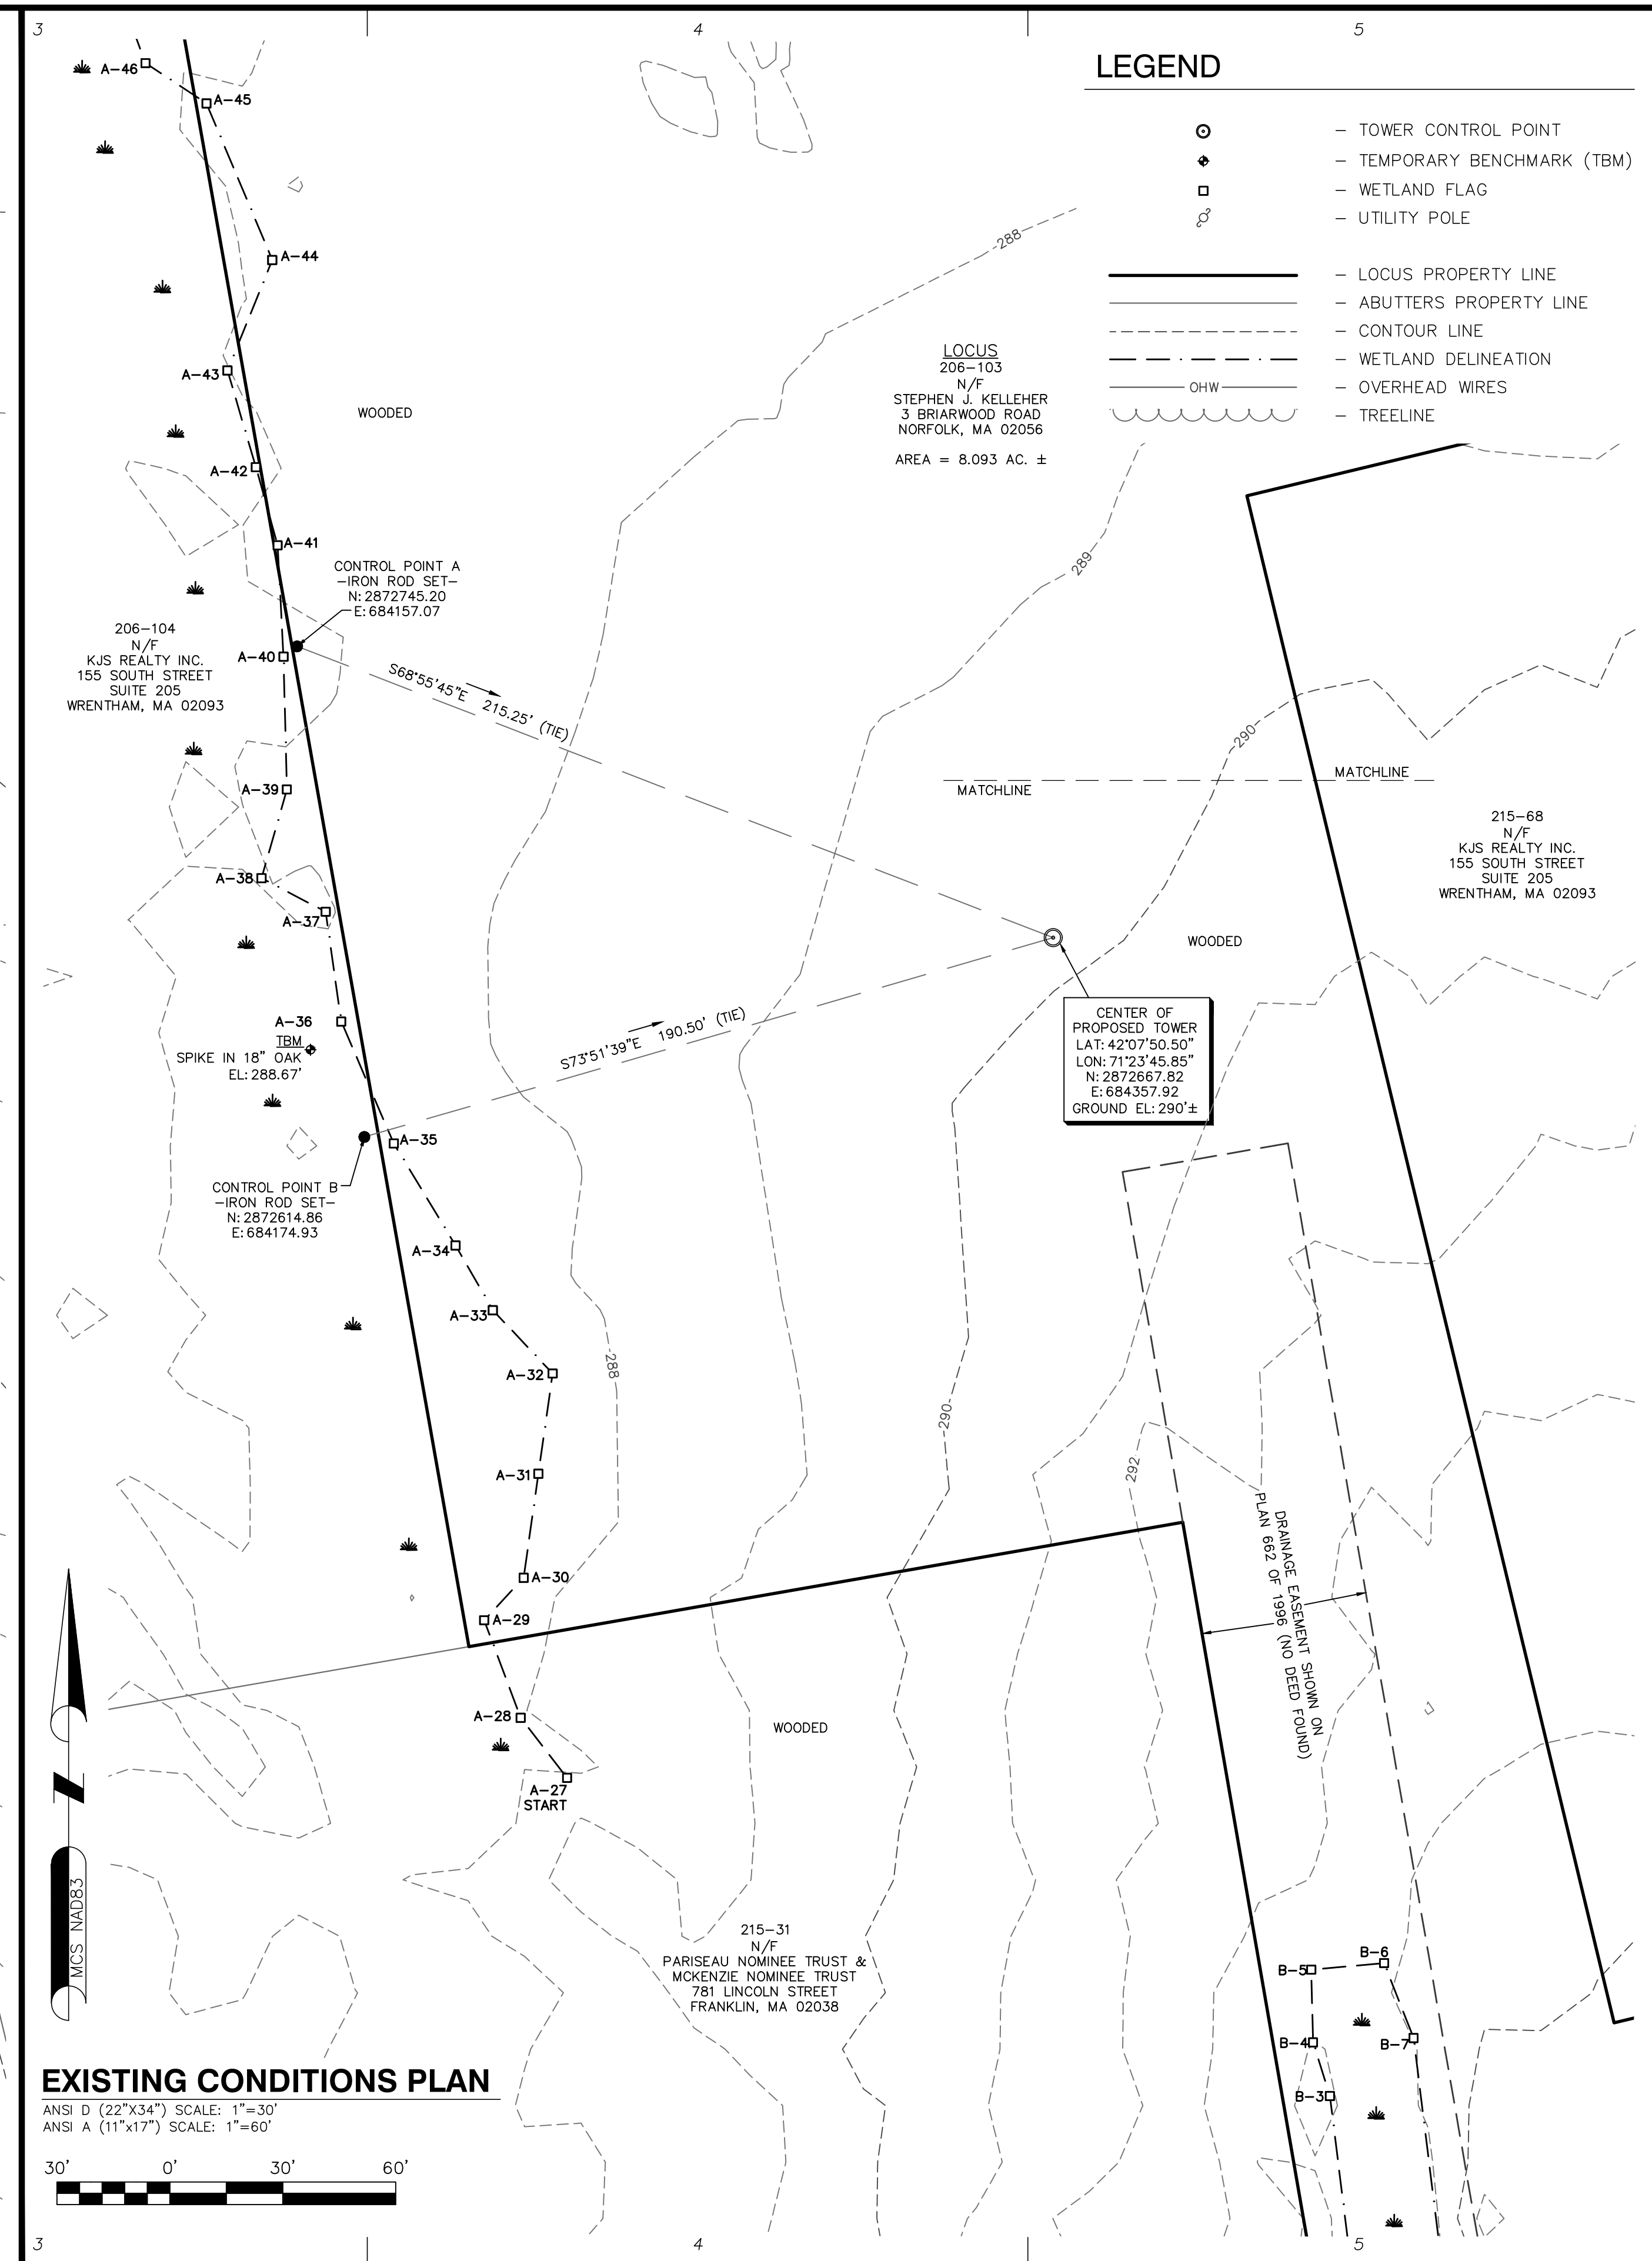 3
4
5
LEGEND
– TOWER CONTROL POINT
– TEMPORARY BENCHMARK (TBM)
– WETLAND FLAG
– UTILITY POLE
– LOCUS PROPERTY LINE
– ABUTTERS PROPERTY LINE
– CONTOUR LINE
– WETLAND DELINEATION
OHW
– OVERHEAD WIRES
– TREELINE
A-46
A-45
A-44
A-43
A-42
A-41
A-40
A-39
A-38
A-37
A-36
A-35
A-34
A-33
A-32
A-31
A-30
A-29
A-28
A-27
START
288
289
290
288
290
292
WOODED
LOCUS
206-103
N/F
STEPHEN J. KELLEHER
3 BRIARWOOD ROAD
NORFOLK, MA 02056
AREA = 8.093 AC. ±
CONTROL POINT A
-IRON ROD SET-
N: 2872745.20
E: 684157.07
206-104
N/F
KJS REALTY INC.
155 SOUTH STREET
SUITE 205
WRENTHAM, MA 02093
S68°55'45"E 215.25' (TIE)
MATCHLINE
MATCHLINE
215-68
N/F
KJS REALTY INC.
155 SOUTH STREET
SUITE 205
WRENTHAM, MA 02093
WOODED
TBM
SPIKE IN 18" OAK
EL: 288.67'
S73°51'39"E 190.50' (TIE)
CENTER OF
PROPOSED TOWER
LAT: 42°07'50.50"
LON: 71°23'45.85"
N: 2872667.82
E: 684357.92
GROUND EL: 290'±
CONTROL POINT B
-IRON ROD SET-
N: 2872614.86
E: 684174.93
DRAINAGE EASEMENT SHOWN ON
PLAN 662 OF 1996 (NO DEED FOUND)
WOODED
215-31
N/F
PARISEAU NOMINEE TRUST &
MCKENZIE NOMINEE TRUST
781 LINCOLN STREET
FRANKLIN, MA 02038
B-6
B-5
B-4
B-7
B-3
N
MCS NAD83
EXISTING CONDITIONS PLAN
ANSI D (22"X34") SCALE: 1"=30'
ANSI A (11"x17") SCALE: 1"=60'
30' 0' 30' 60'
3
4
5